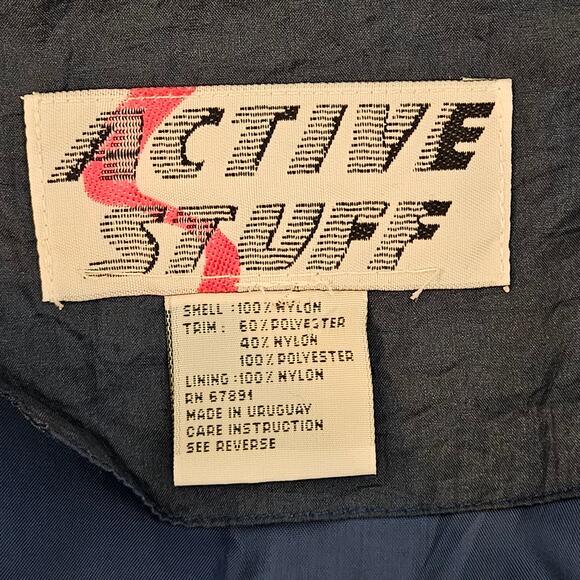 ACTIVE
STUFF
SHELL :100% NYLON
TRIM : 60% POLYESTER
40% NYLON
100% POLYESTER
LINING :100% NYLON
RN 67891
MADE IN URUGUAY
CARE INSTRUCTION
SEE REVERSE